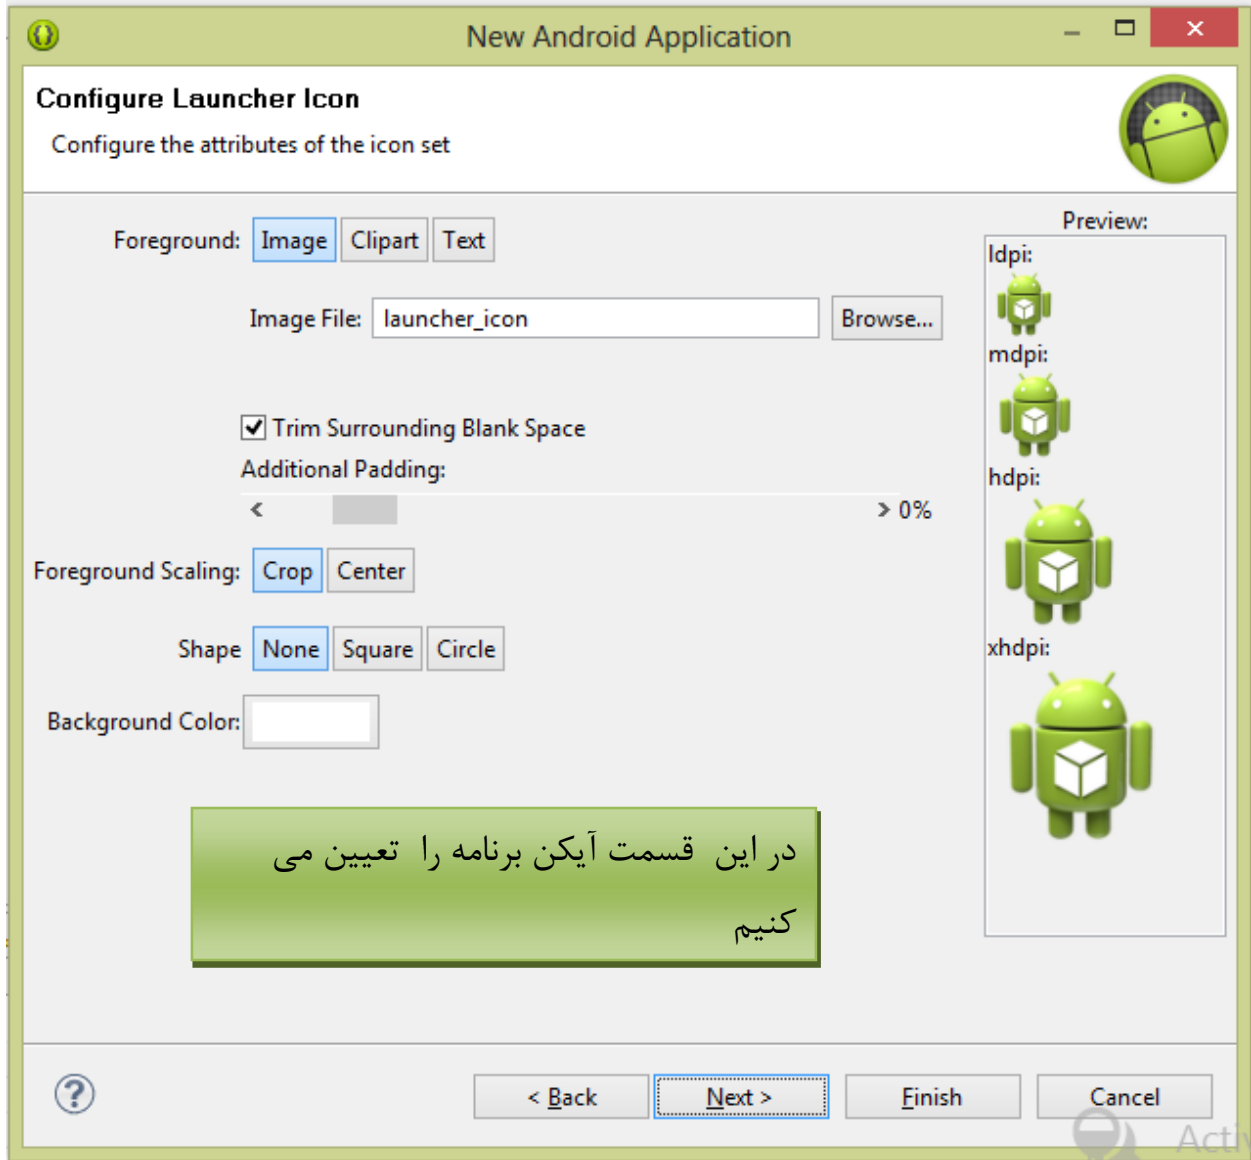 New Android Application
Configure Launcher Icon
Configure the attributes of the icon set
Foreground: Image Clipart Text
Image File: launcher_icon Browse...
Trim Surrounding Blank Space
Additional Padding:
< > 0%
Foreground Scaling: Crop Center
Shape None Square Circle
Background Color:
Preview:
ldpi:
mdpi:
hdpi:
xhdpi:
در این قسمت آیکن برنامه را تعیین می
کنیم
? < Back Next > Finish Cancel